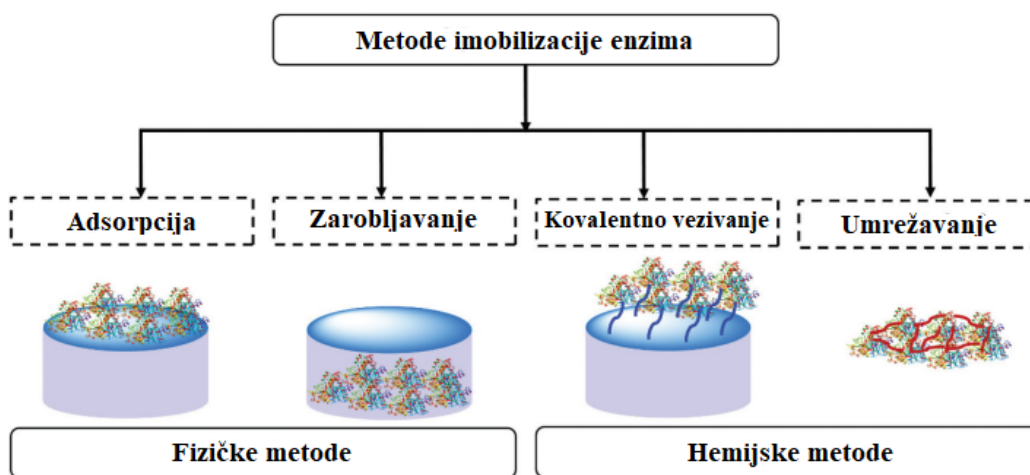 Metode imobilizacije enzima
Adsorpcija
Zarobljavanje
Kovalentno vezivanje
Umrežavanje
Fizičke metode
Hemijske metode